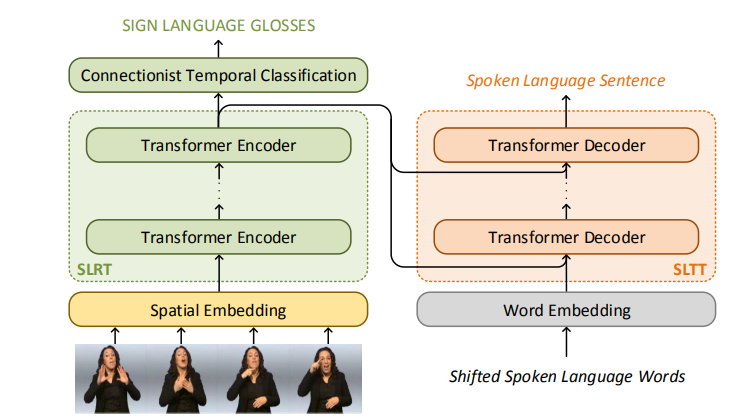 SIGN LANGUAGE GLOSSES
Connectionist Temporal Classification
Transformer Encoder
Transformer Encoder
SLRT
Spatial Embedding
Spoken Language Sentence
Transformer Decoder
Transformer Decoder
SLTT
Word Embedding
Shifted Spoken Language Words